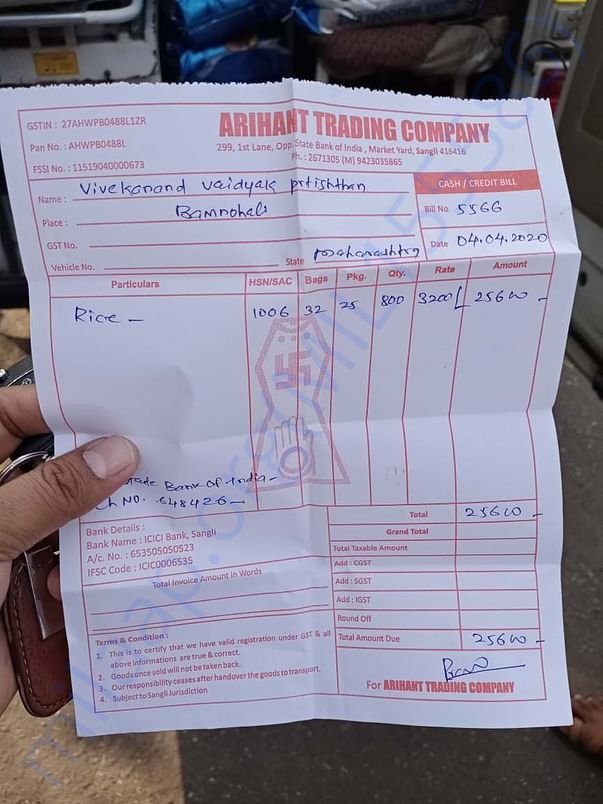 GSTIN : 27AHWPB0488L1ZR
Pan No. : AHWPB0488L
FSSI No. : 11519040000673
ARIHANT TRADING COMPANY
299, 1st Lane, Opp. State Bank of India , Market Yard, Sangli 416416
Ph. : 2671305 (M) 9423035865
CASH / CREDIT BILL
Name : Vivekanand vaidyak prtishthan
Place : Bamnohali
Bill No. 5566
GST No.
Date 04.04.2020
Vehicle No. State maharashtra
Particulars HSN/SAC Bags Pkg. Qty. Rate Amount
Rice – 1006 32 25 800 3200/ 25600 –
Bank of India –
Ch No. 648426 –
Total 25600 –
Bank Details :
Bank Name : ICICI Bank, Sangli
A/c. No. : 653505050523
IFSC Code : ICIC0006535
Grand Total
Total Taxable Amount
Add : CGST
Total Invoice Amount in Words
Add : SGST
Add : IGST
Round Off
Total Amount Due 25600 –
Terms & Condition :
1. This is to certify that we have valid registration under GST & all above informations are true & correct.
2. Goods once sold will not be taken back.
3. Our responsibility ceases after handover the goods to transport.
4. Subject to Sangli Jurisdiction
For ARIHANT TRADING COMPANY